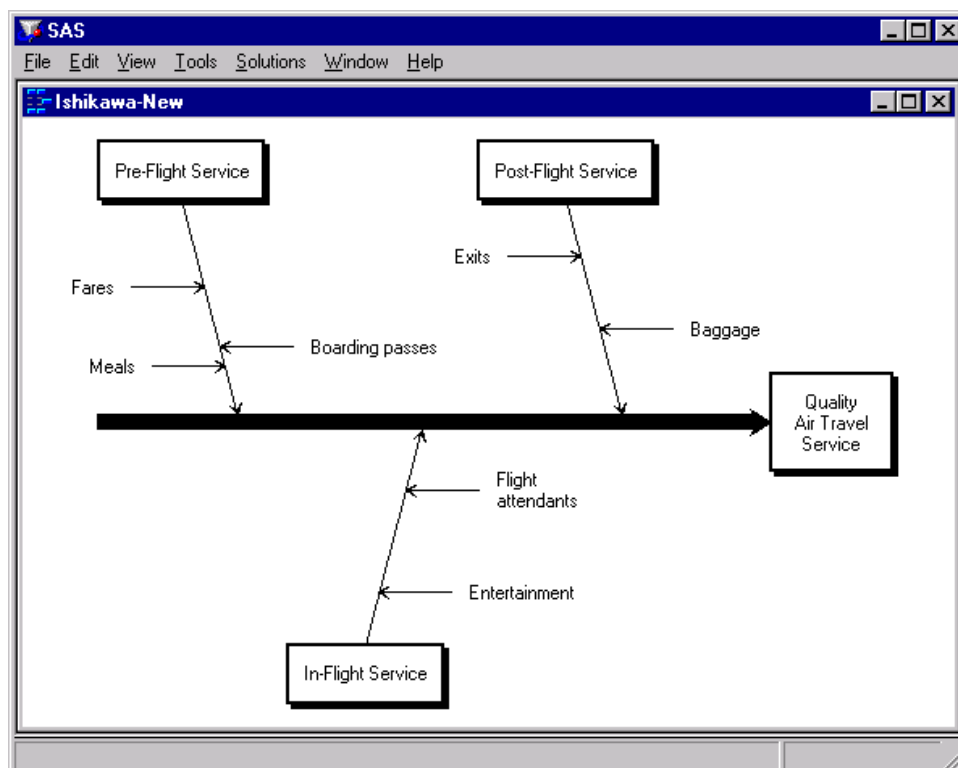 SAS
File Edit View Tools Solutions Window Help
Ishikawa-New
Pre-Flight Service
Post-Flight Service
Exits
Fares
Baggage
Boarding passes
Meals
Quality
Air Travel
Service
Flight
attendants
Entertainment
In-Flight Service